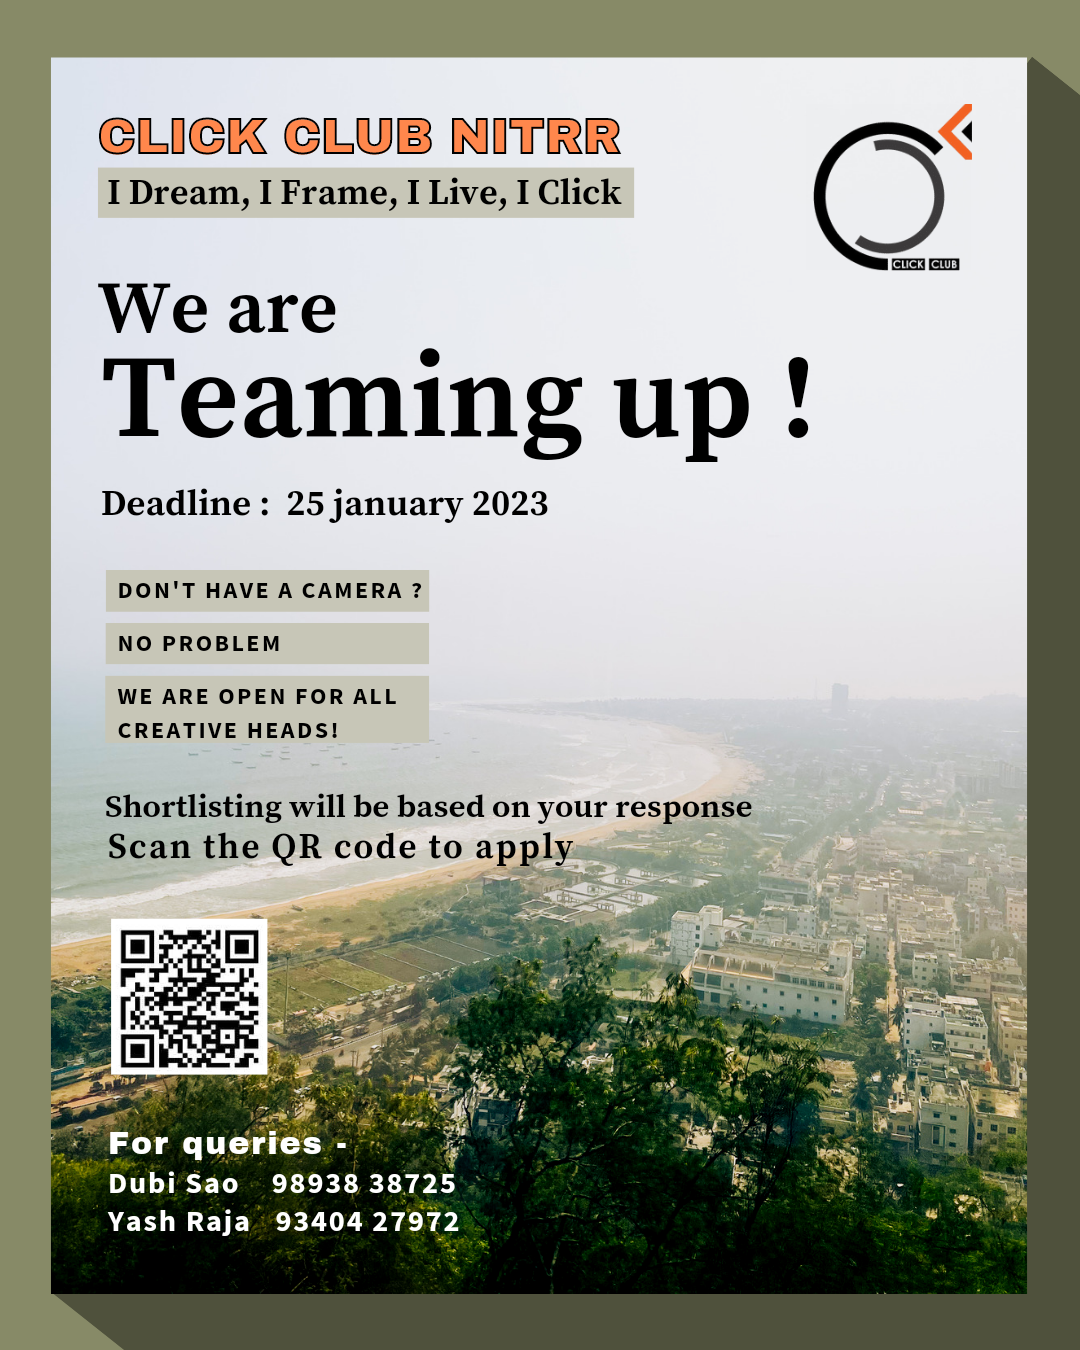 CLICK CLUB NITRR
I Dream, I Frame, I Live, I Click
CLICK CLUB
We are
Teaming up !
Deadline :  25 january 2023
DON'T HAVE A CAMERA ?
NO PROBLEM
WE ARE OPEN FOR ALL
CREATIVE HEADS!
Shortlisting will be based on your response
Scan the QR code to apply
For queries -
Dubi Sao 98938 38725
Yash Raja 93404 27972